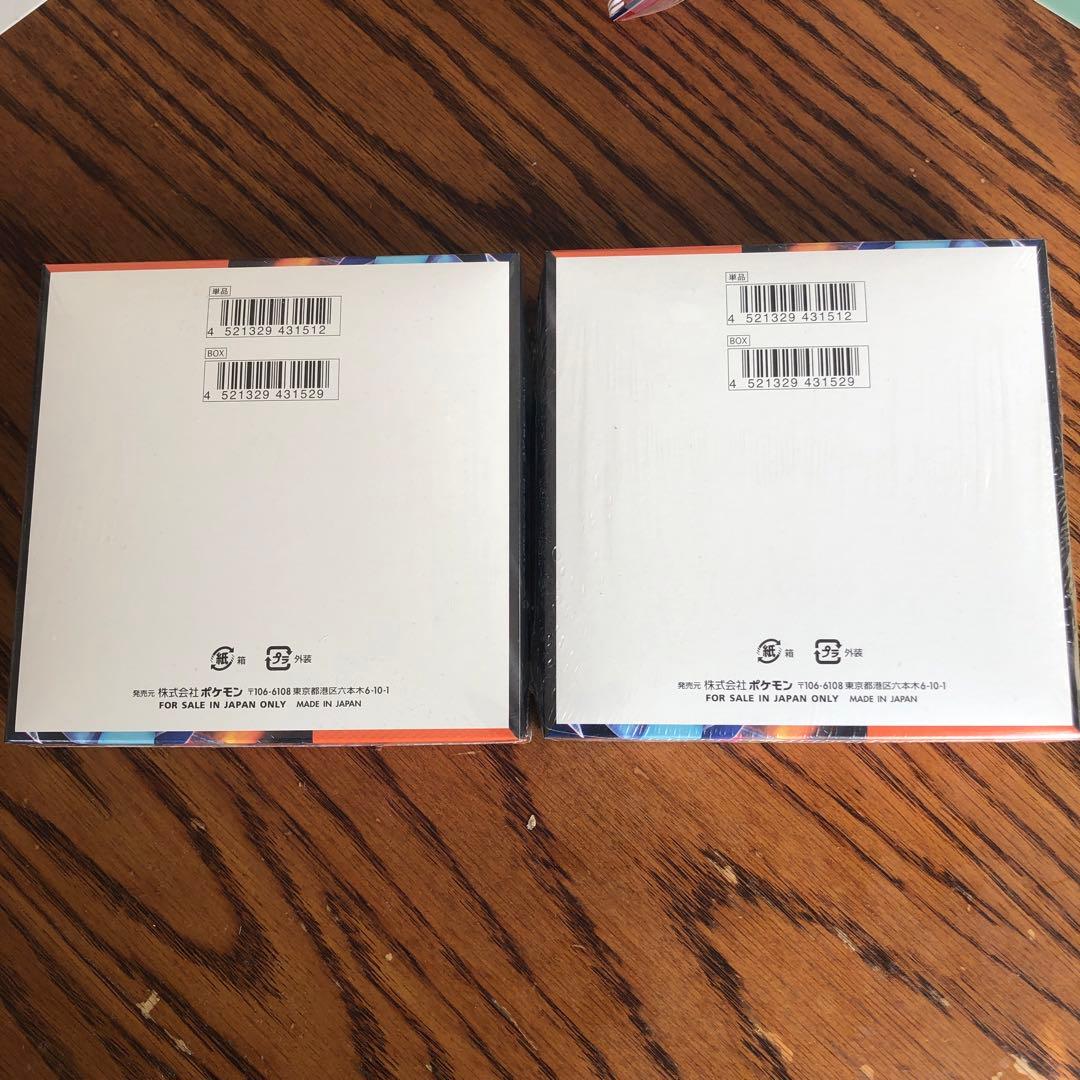 単品
4 521329 431512
BOX
4 521329 431529
紙 箱 プラ 外装
発売元 株式会社ポケモン 〒106-6108 東京都港区六本木6-10-1
FOR SALE IN JAPAN ONLY MADE IN JAPAN
単品
4 521329 431512
BOX
4 521329 431529
紙 箱 プラ 外装
発売元 株式会社ポケモン 〒106-6108 東京都港区六本木6-10-1
FOR SALE IN JAPAN ONLY MADE IN JAPAN